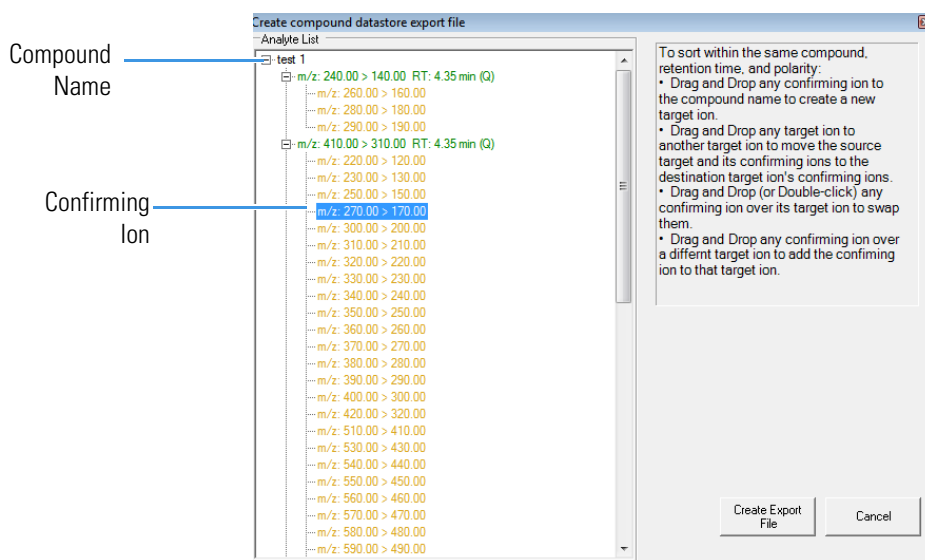 Create compound datastore export file
Compound
Name
Confirming
Ion
Analyte List
test 1
m/z: 240.00 > 140.00 RT: 4.35 min (Q)
m/z: 260.00 > 160.00
m/z: 280.00 > 180.00
m/z: 290.00 > 190.00
m/z: 410.00 > 310.00 RT: 4.35 min (Q)
m/z: 220.00 > 120.00
m/z: 230.00 > 130.00
m/z: 250.00 > 150.00
m/z: 270.00 > 170.00
m/z: 300.00 > 200.00
m/z: 310.00 > 210.00
m/z: 320.00 > 220.00
m/z: 330.00 > 230.00
m/z: 340.00 > 240.00
m/z: 350.00 > 250.00
m/z: 360.00 > 260.00
m/z: 370.00 > 270.00
m/z: 380.00 > 280.00
m/z: 390.00 > 290.00
m/z: 400.00 > 300.00
m/z: 420.00 > 320.00
m/z: 510.00 > 410.00
m/z: 530.00 > 430.00
m/z: 540.00 > 440.00
m/z: 550.00 > 450.00
m/z: 560.00 > 460.00
m/z: 570.00 > 470.00
m/z: 580.00 > 480.00
m/z: 590.00 > 490.00
To sort within the same compound,
retention time, and polarity:
• Drag and Drop any confirming ion to
the compound name to create a new
target ion.
• Drag and Drop any target ion to
another target ion to move the source
target and its confirming ions to the
destination target ion's confirming ions.
• Drag and Drop (or Double-click) any
confirming ion over its target ion to swap
them.
• Drag and Drop any confirming ion over
a differnt target ion to add the confiming
ion to that target ion.
Create Export
File
Cancel